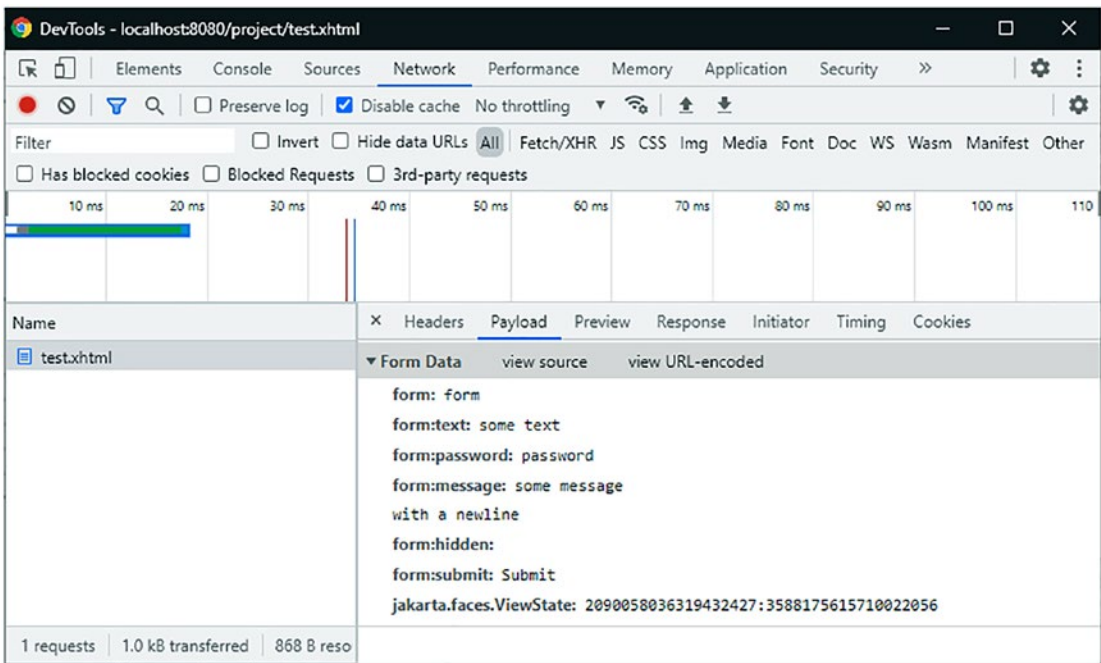 DevTools - localhost:8080/project/test.xhtml
Elements Console Sources Network Performance Memory Application Security »
Preserve log Disable cache No throttling
Filter Invert Hide data URLs All Fetch/XHR JS CSS Img Media Font Doc WS Wasm Manifest Other
Has blocked cookies Blocked Requests 3rd-party requests
10 ms 20 ms 30 ms 40 ms 50 ms 60 ms 70 ms 80 ms 90 ms 100 ms 110
Name
× Headers Payload Preview Response Initiator Timing Cookies
test.xhtml
▼ Form Data view source view URL-encoded
form: form
form:text: some text
form:password: password
form:message: some message
with a newline
form:hidden:
form:submit: Submit
jakarta.faces.ViewState: 2090058036319432427:3588175615710022056
1 requests 1.0 kB transferred 868 B reso